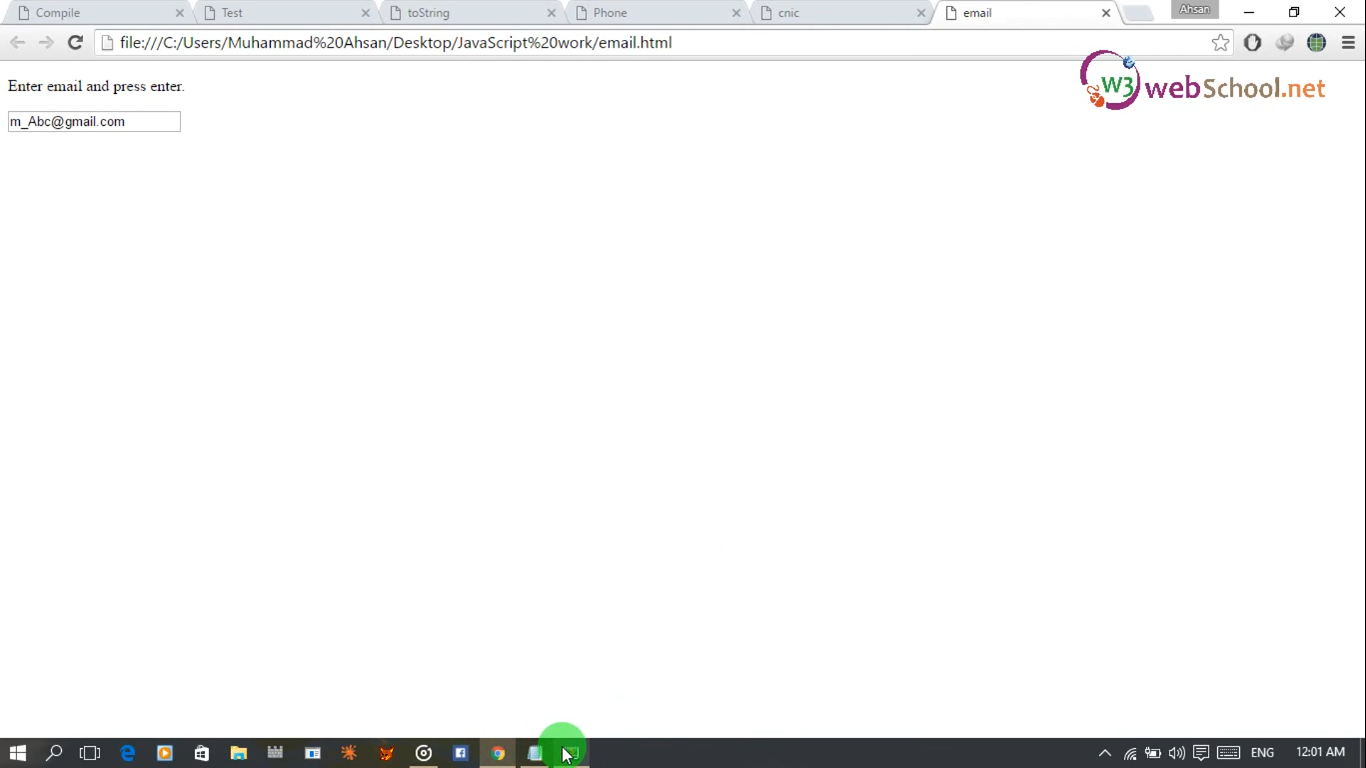 Compile
Test
toString
Phone
cnic
email
Ahsan
file:///C:/Users/Muhammad%20Ahsan/Desktop/JavaScript%20work/email.html
Enter email and press enter.
m_Abc@gmail.com
W3 webSchool.net
ENG
12:01 AM